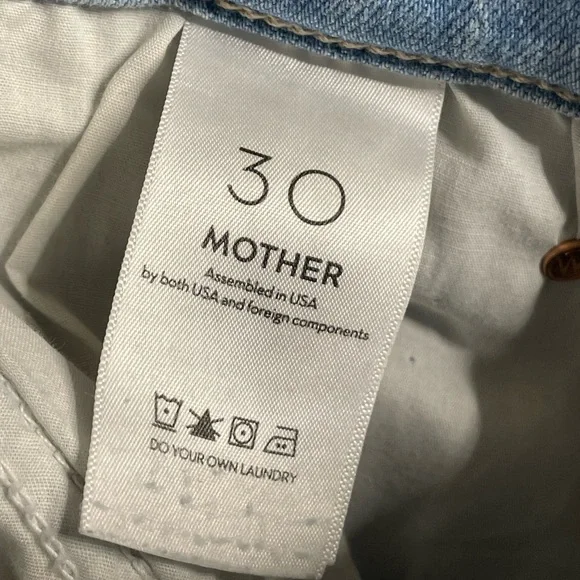 30
MOTHER
Assembled in USA
by both USA and foreign components
DO YOUR OWN LAUNDRY